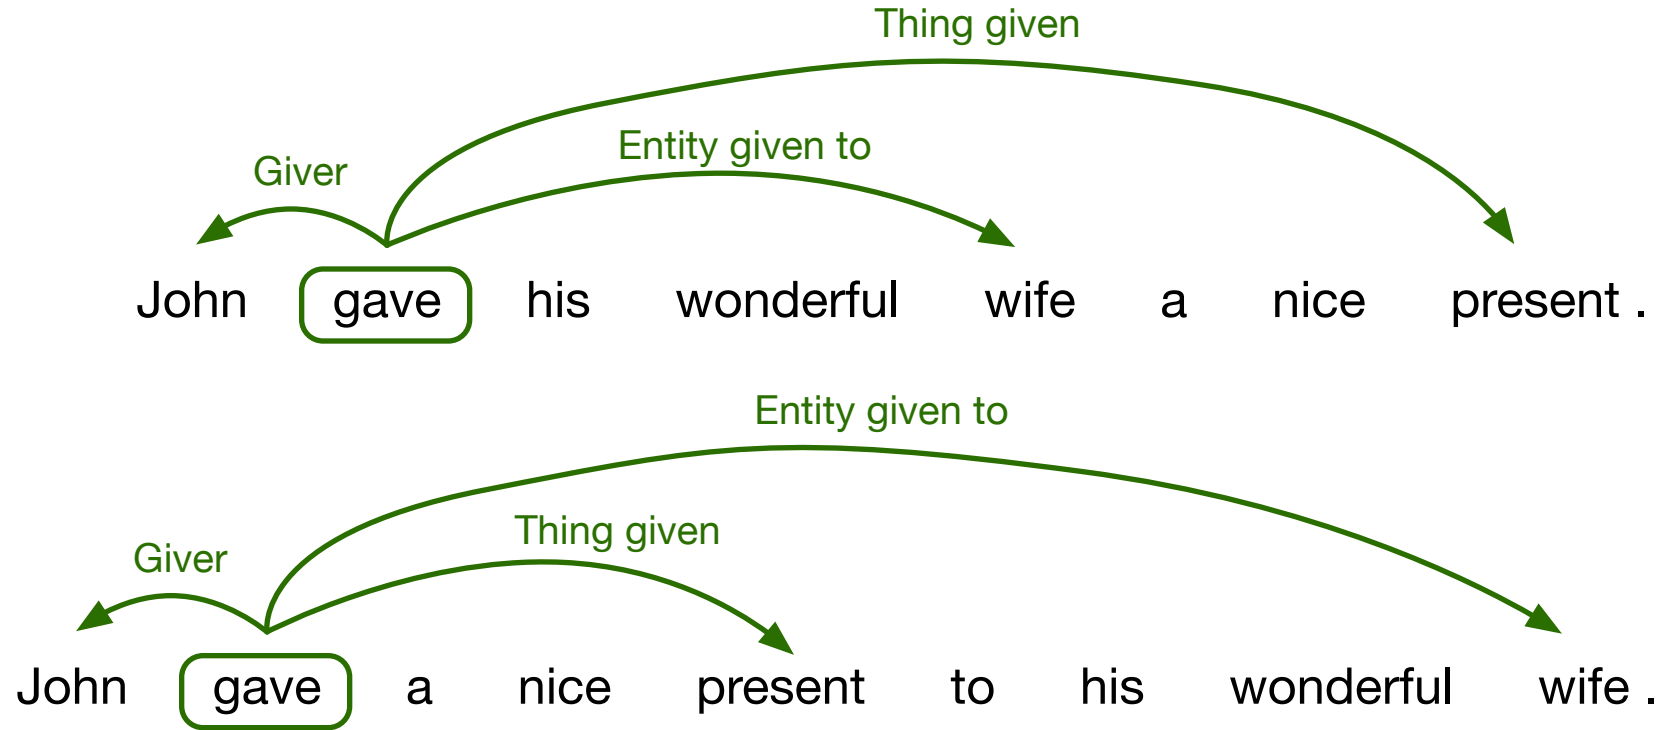 Thing given
Entity given to
Giver
John gave his wonderful wife a nice present .
Entity given to
Thing given
Giver
John gave a nice present to his wonderful wife .